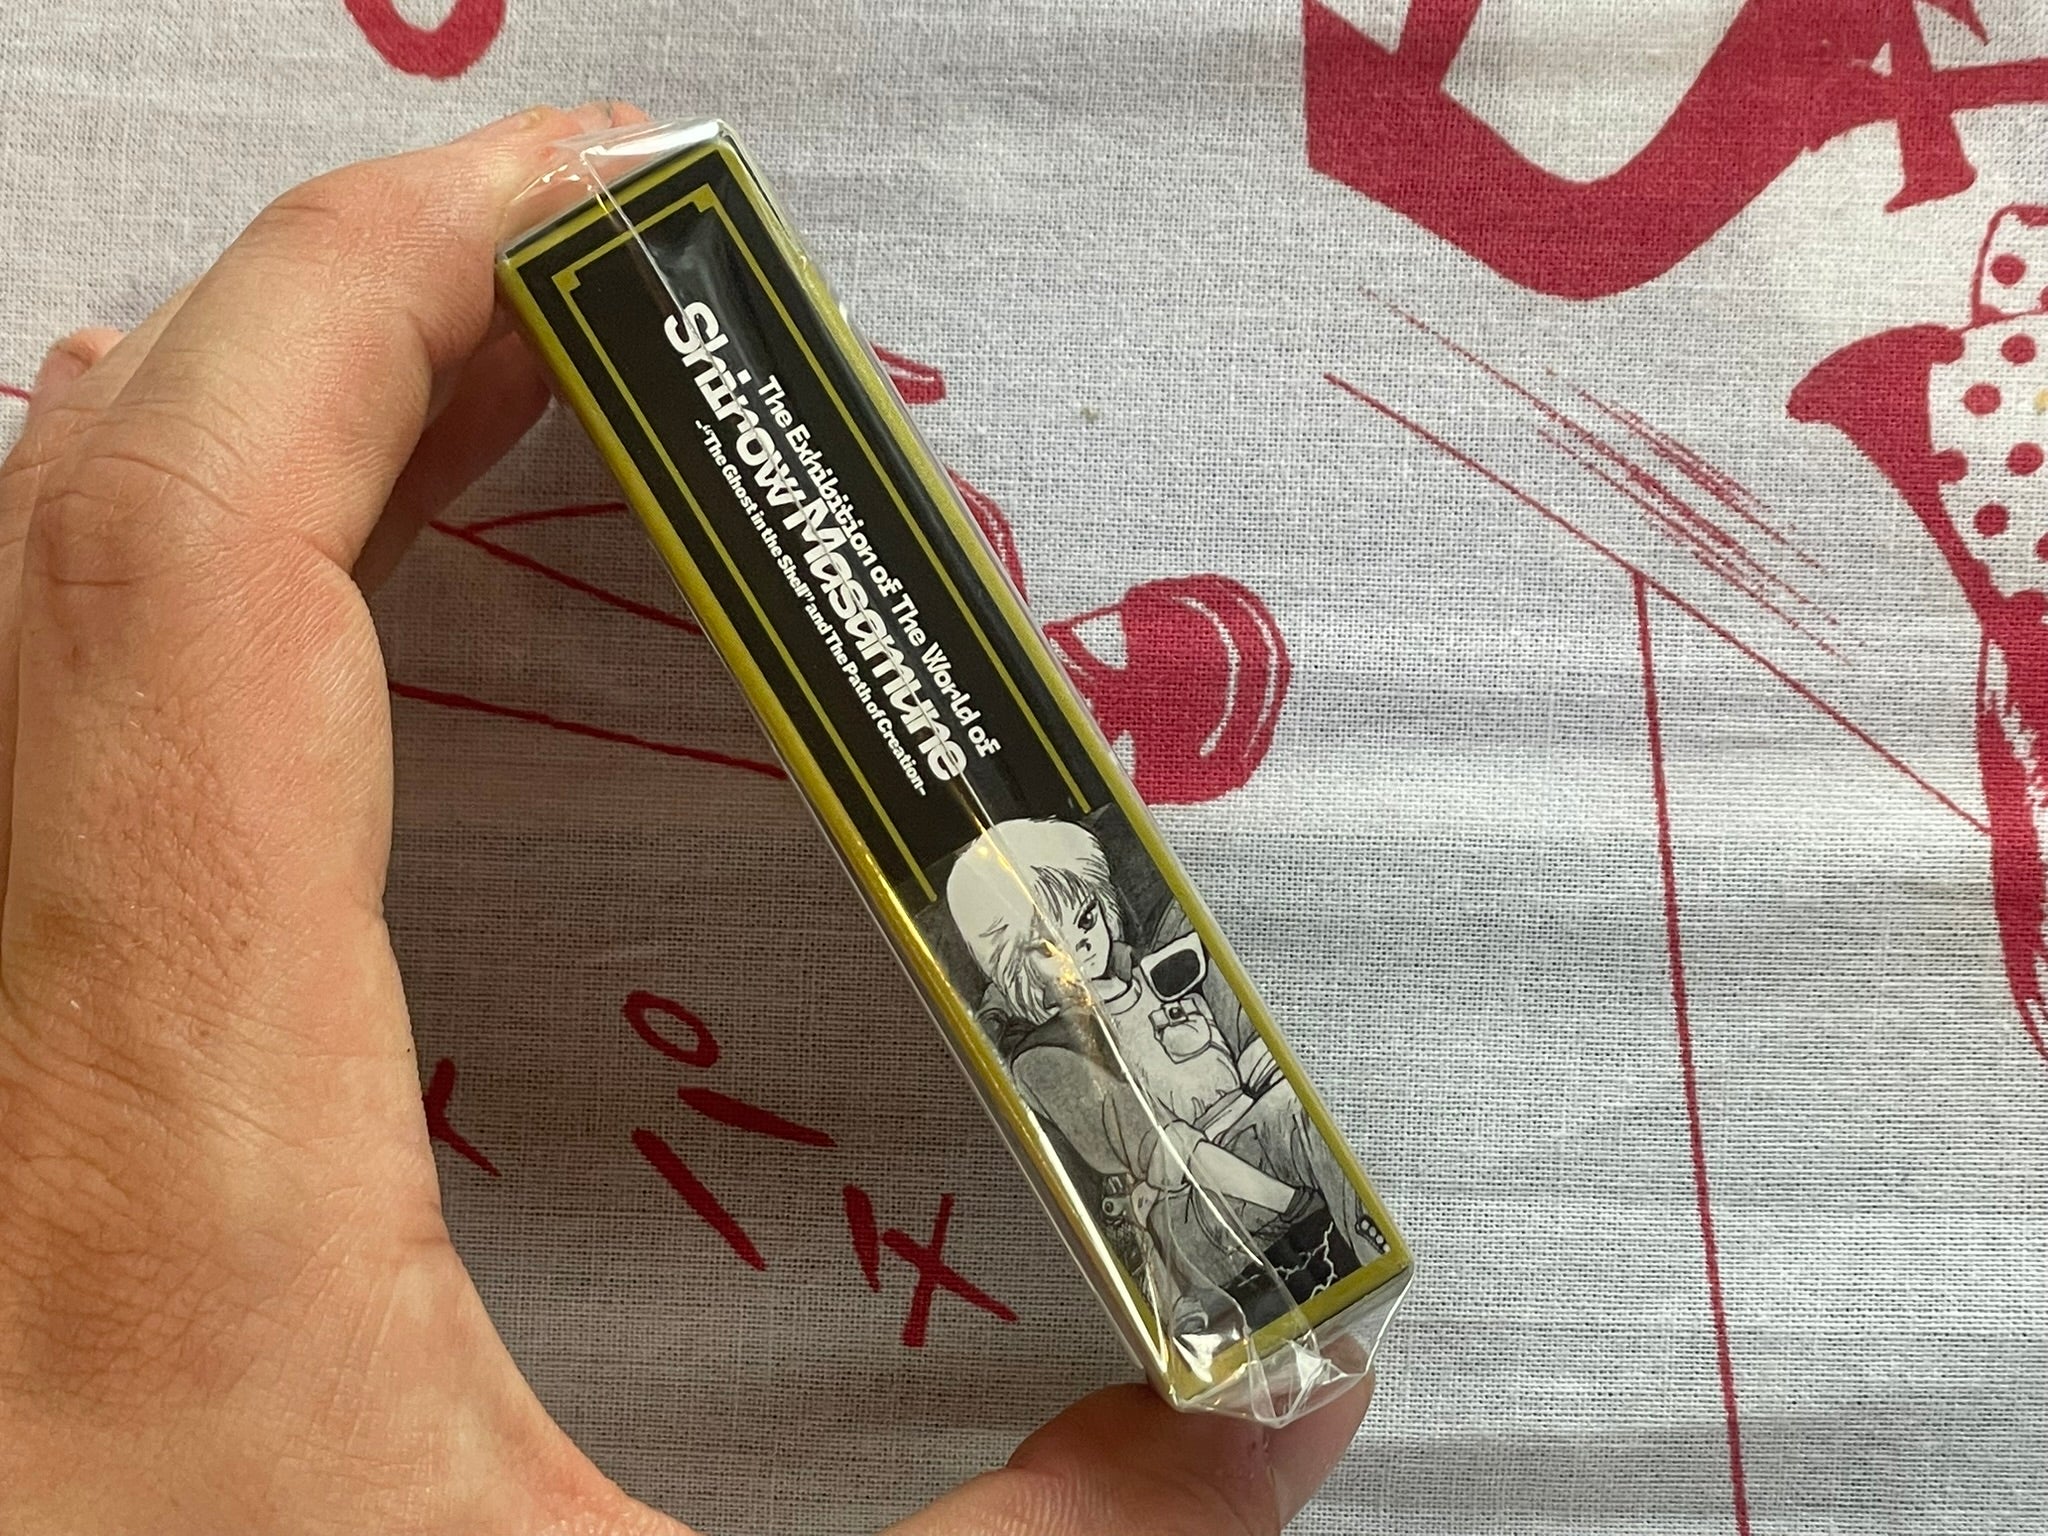 The Exhibition of The World of
Shirow Masamune
-“The Ghost in the Shell” and The Path of Creation-